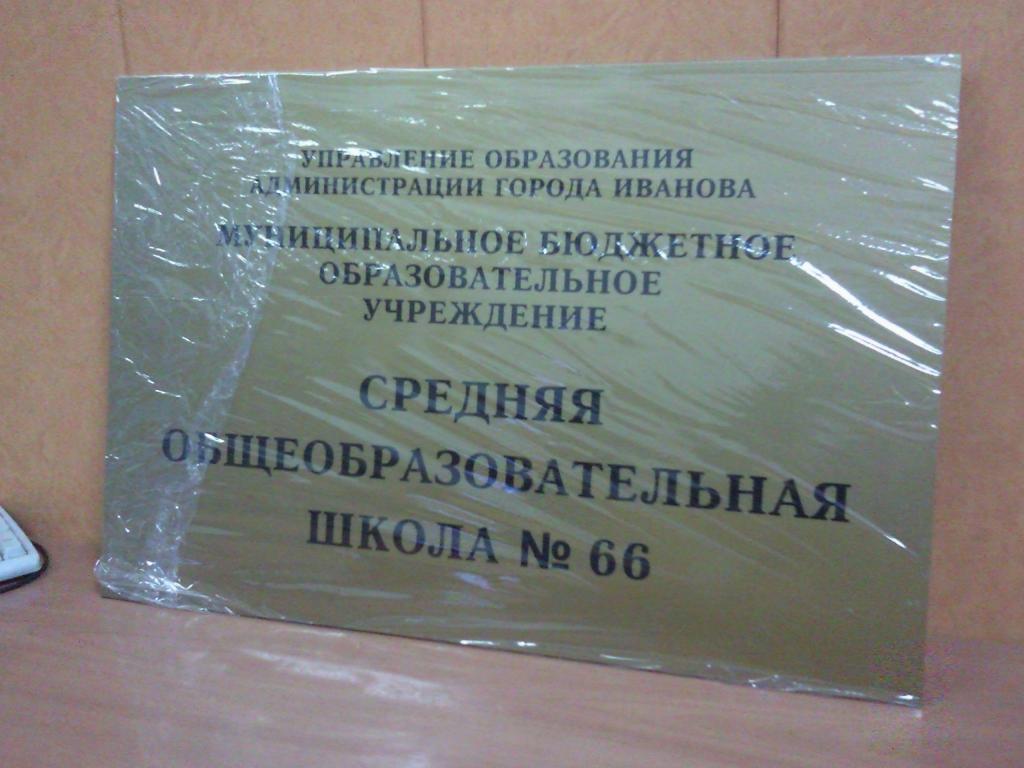 УПРАВЛЕНИЕ ОБРАЗОВАНИЯ
АДМИНИСТРАЦИИ ГОРОДА ИВАНОВА
МУНИЦИПАЛЬНОЕ БЮДЖЕТНОЕ
ОБРАЗОВАТЕЛЬНОЕ
УЧРЕЖДЕНИЕ
СРЕДНЯЯ
ОБЩЕОБРАЗОВАТЕЛЬНАЯ
ШКОЛА № 66